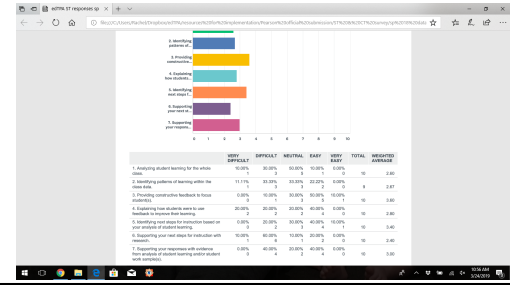 edTPA ST responses sp
2. Identifying
patterns of...
3. Providing
constructive...
4. Explaining
how students...
5. Identifying
next steps f...
6. Supporting
your next st...
7. Supporting
your respons...
0 1 2 3 4 5 6 7 8 9 10
VERY DIFFICULT DIFFICULT NEUTRAL EASY VERY EASY TOTAL WEIGHTED AVERAGE
1. Analyzing student learning for the whole class. 10.00% 30.00% 50.00% 10.00% 0.00%
1 3 5 1 0 10 2.60
2. Identifying patterns of learning within the class data. 11.11% 33.33% 33.33% 22.22% 0.00%
1 3 3 2 0 9 2.67
3. Providing constructive feedback to focus student(s). 0.00% 10.00% 30.00% 50.00% 10.00%
0 1 3 5 1 10 3.60
4. Explaining how students were to use feedback to improve their learning. 20.00% 20.00% 20.00% 40.00% 0.00%
2 2 2 4 0 10 2.80
5. Identifying next steps for instruction based on your analysis of student learning. 0.00% 20.00% 30.00% 40.00% 10.00%
0 2 3 4 1 10 3.40
6. Supporting your next steps for instruction with research. 10.00% 60.00% 10.00% 20.00% 0.00%
1 6 1 2 0 10 2.40
7. Supporting your responses with evidence from analysis of student learning and/or student work sample(s). 0.00% 40.00% 20.00% 40.00% 0.00%
0 4 2 4 0 10 3.00
10:56 AM
3/24/2019